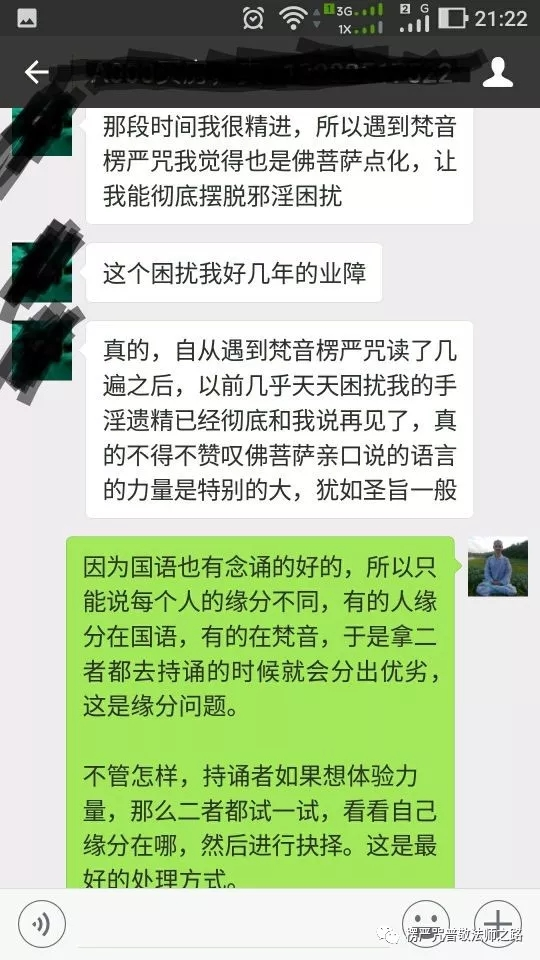 3G
1X
1
2
G
21:22
那段时间我很精进，所以遇到梵音
楞严咒我觉得也是佛菩萨点化，让
我能彻底摆脱邪淫困扰
这个困扰我好几年的业障
真的，自从遇到梵音楞严咒读了几
遍之后，以前几乎天天困扰我的手
淫遗精已经彻底和我说再见了，真
的不得不赞叹佛菩萨亲口说的语言
的力量是特别的大，犹如圣旨一般
因为国语也有念诵的好的，所以只
能说每个人的缘分不同，有的人缘
分在国语，有的在梵音，于是拿二
者都去持诵的时候就会分出优劣，
这是缘分问题。
不管怎样，持诵者如果想体验力
量，那么二者都试一试，看看自己
缘分在哪，然后进行抉择。这是最
好的处理方式。
楞严咒普敬法师之路